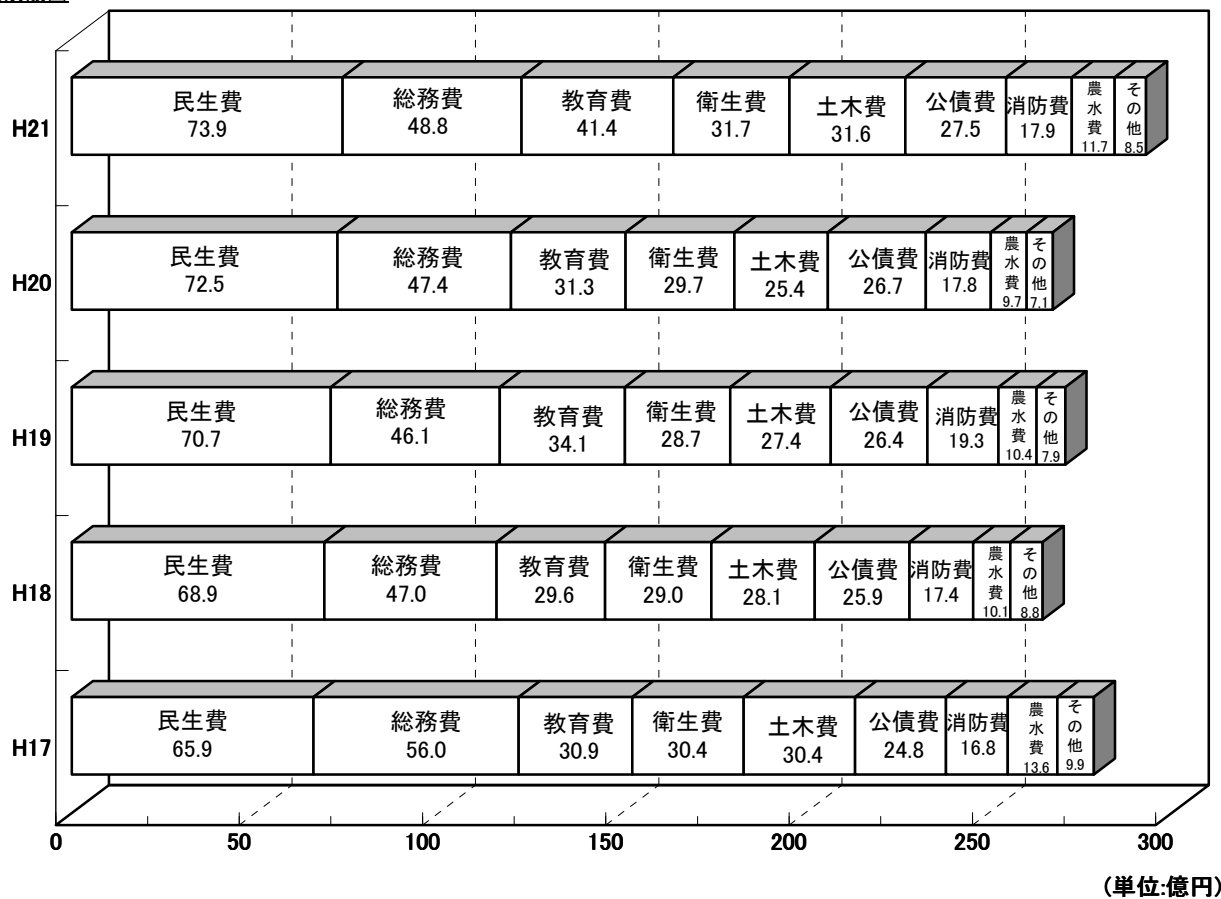 H21
民生費 総務費 教育費 衛生費 土木費 公債費 消防費 農水費 その他
73.9 48.8 41.4 31.7 31.6 27.5 17.9 11.7 8.5
H20
民生費 総務費 教育費 衛生費 土木費 公債費 消防費 農水費 その他
72.5 47.4 31.3 29.7 25.4 26.7 17.8 9.7 7.1
H19
民生費 総務費 教育費 衛生費 土木費 公債費 消防費 農水費 その他
70.7 46.1 34.1 28.7 27.4 26.4 19.3 10.4 7.9
H18
民生費 総務費 教育費 衛生費 土木費 公債費 消防費 農水費 その他
68.9 47.0 29.6 29.0 28.1 25.9 17.4 10.1 8.8
H17
民生費 総務費 教育費 衛生費 土木費 公債費 消防費 農水費 その他
65.9 56.0 30.9 30.4 30.4 24.8 16.8 13.6 9.9
0 50 100 150 200 250 300
(単位:億円)